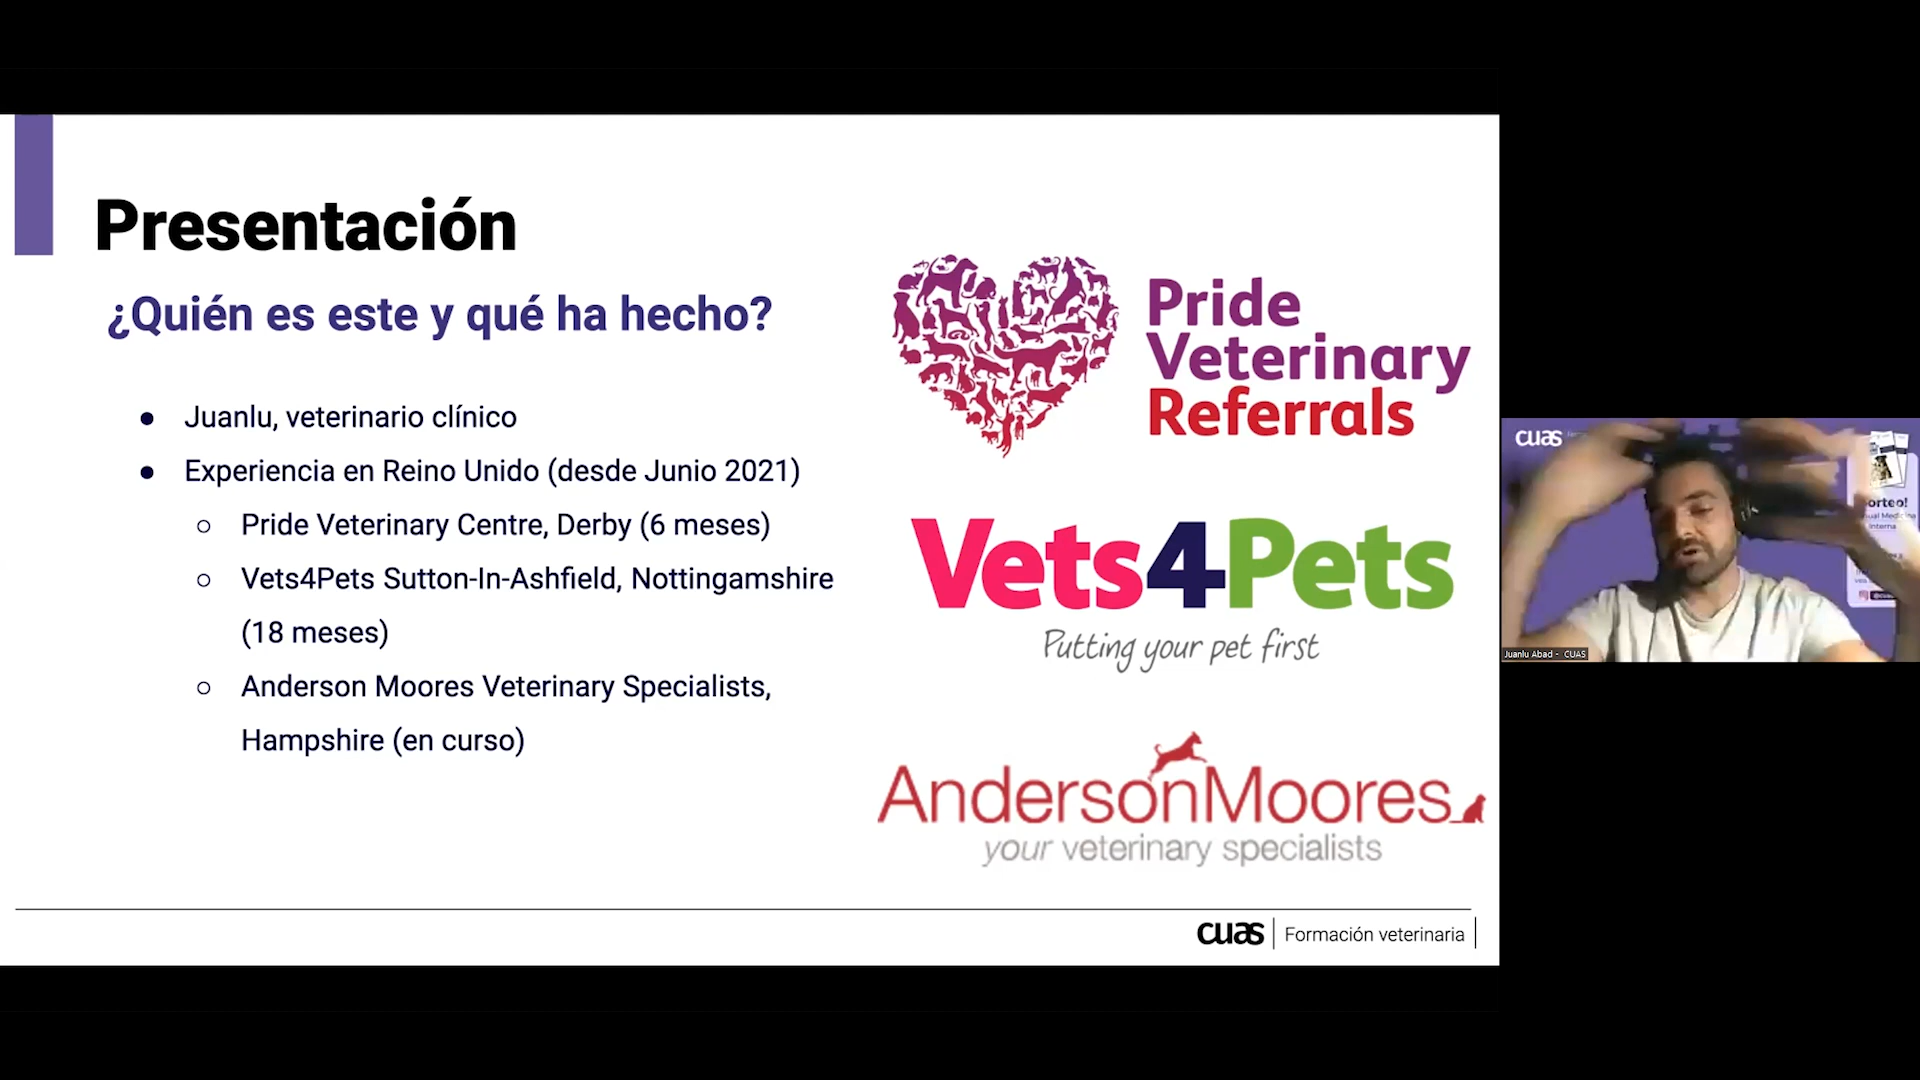 Presentación
¿Quién es este y qué ha hecho?
● Juanlu, veterinario clínico
● Experiencia en Reino Unido (desde Junio 2021)
○ Pride Veterinary Centre, Derby (6 meses)
○ Vets4Pets Sutton-In-Ashfield, Nottingamshire
(18 meses)
○ Anderson Moores Veterinary Specialists,
Hampshire (en curso)
Pride
Veterinary
Referrals
Vets4Pets
Putting your pet first
AndersonMoores
your veterinary specialists
cuas | Formación veterinaria |
cuas
orteo!
Interna
Juanlu Abad - CUAS